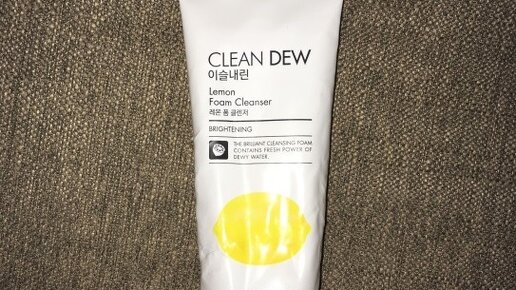 CLEAN DEW
이슬내린
Lemon
Foam Cleanser
레몬 폼 클렌저
BRIGHTENING
THE BRILLIANT CLEANSING FOAM
CONTAINS FRESH POWER OF
DEWY WATER.